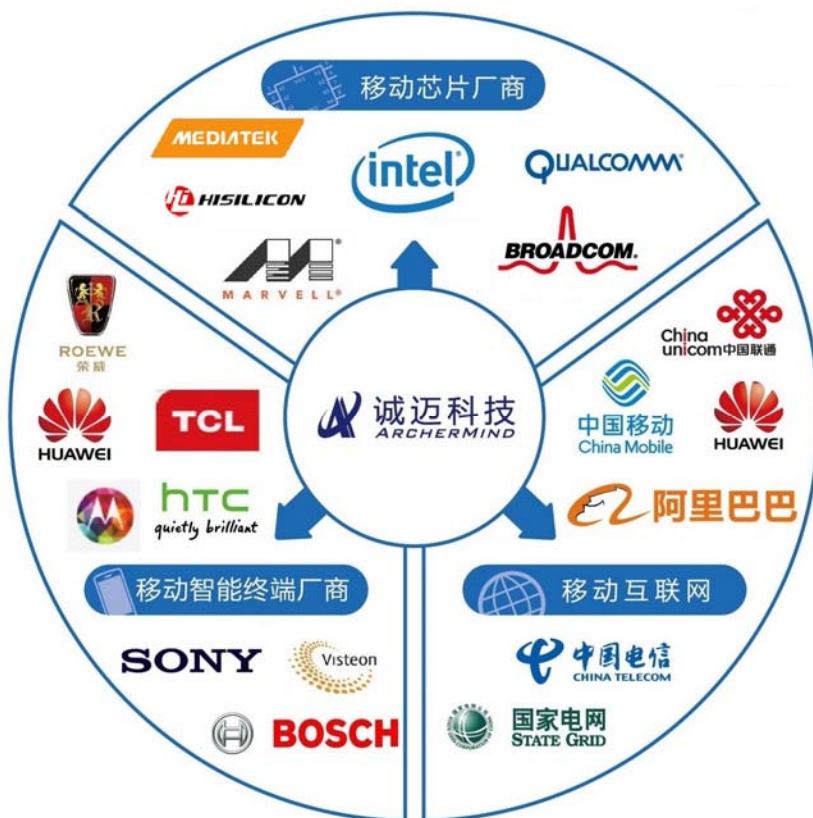 移动芯片厂商
MEDIATEK
intel
QUALCOMM
HISILICON
MARVELL
BROADCOM
ROEWE
荣威
HUAWEI
TCL
htc
quietly brilliant
诚迈科技
ARCHERMIND
China
unicom中国联通
中国移动
China Mobile
HUAWEI
阿里巴巴
移动智能终端厂商
SONY
Visteon
BOSCH
移动互联网
中国电信
CHINA TELECOM
国家电网
STATE GRID